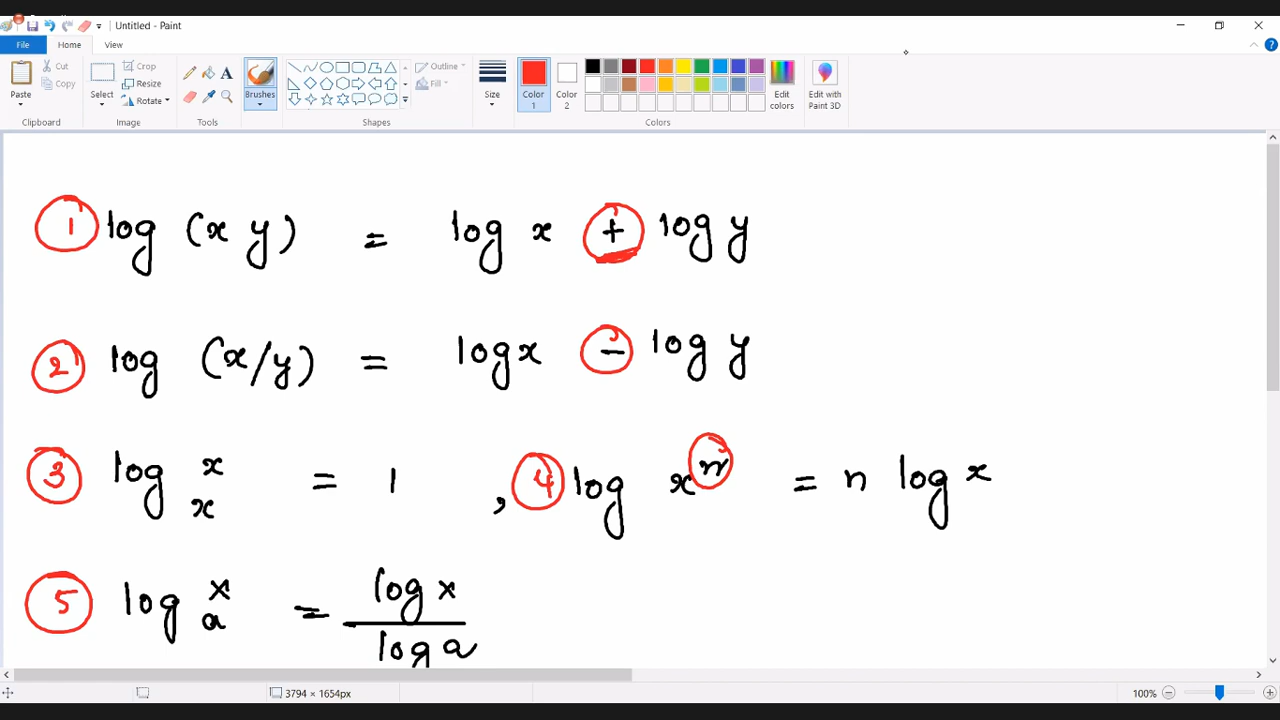 Untitled - Paint
File Home View
Paste Cut Copy Select Crop Resize Rotate Brushes Outline Fill Size Color 1 Color 2 Edit colors Edit with Paint 3D
Clipboard Image Tools Shapes Colors
1 log (x y) = log x + log y
2 log (x/y) = log x - log y
3 log x x = 1 , 4 log xⁿ = n log x
5 log x a = log x / log a
3794 × 1654px 100%